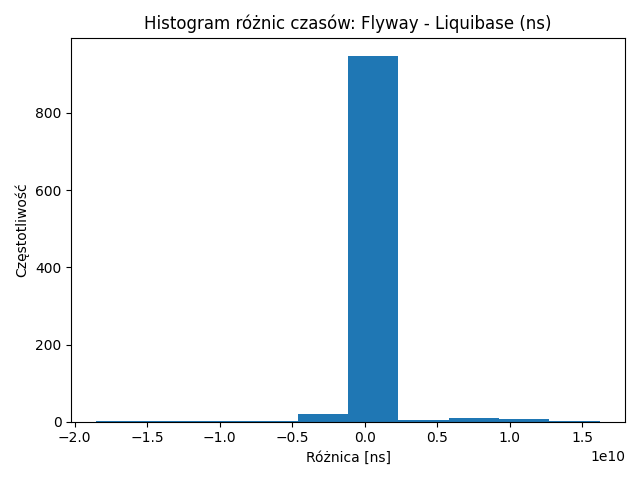 Histogram różnic czasów: Flyway - Liquibase (ns)
800
600
400
200
0
Częstotliwość
−2.0 −1.5 −1.0 −0.5 0.0 0.5 1.0 1.5
1e10
Różnica [ns]